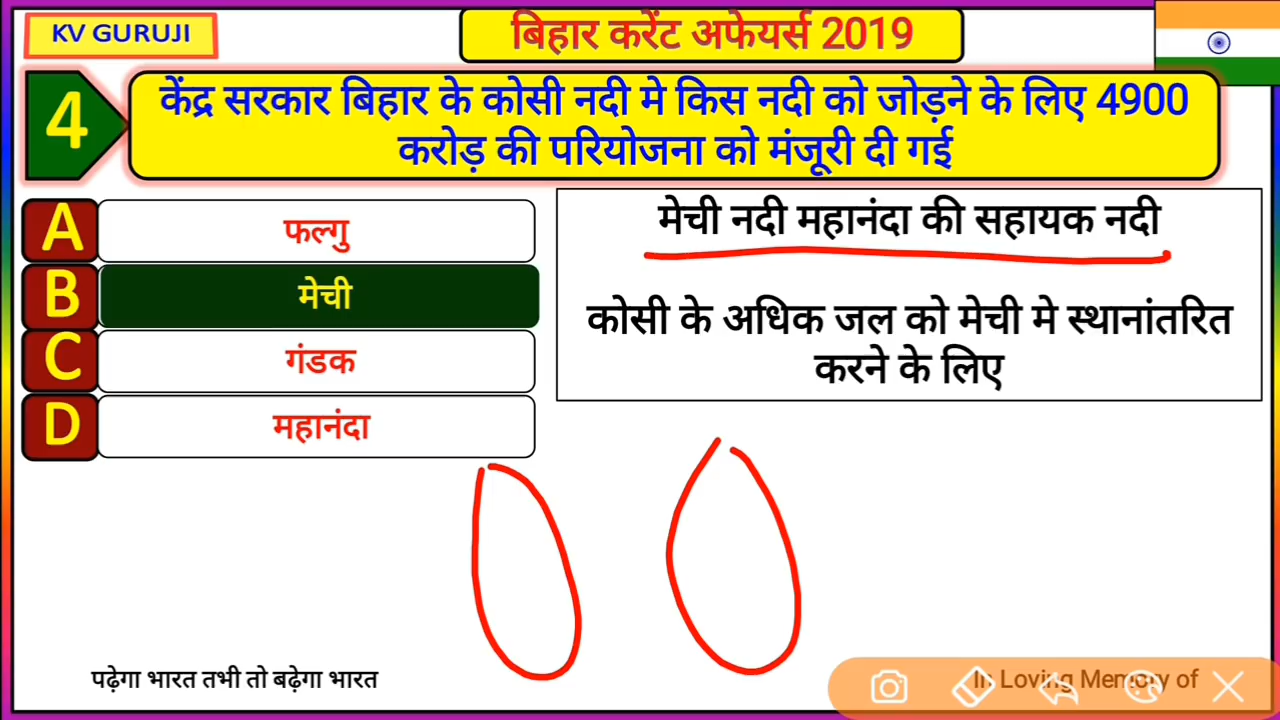 KV GURUJI
बिहार करेंट अफेयर्स 2019
4
केंद्र सरकार बिहार के कोसी नदी मे किस नदी को जोड़ने के लिए 4900
करोड़ की परियोजना को मंजूरी दी गई
A
फल्गु
B
मेची
C
गंडक
D
महानंदा
मेची नदी महानंदा की सहायक नदी
कोसी के अधिक जल को मेची मे स्थानांतरित
करने के लिए
पढ़ेगा भारत तभी तो बढ़ेगा भारत
In Loving Memory of